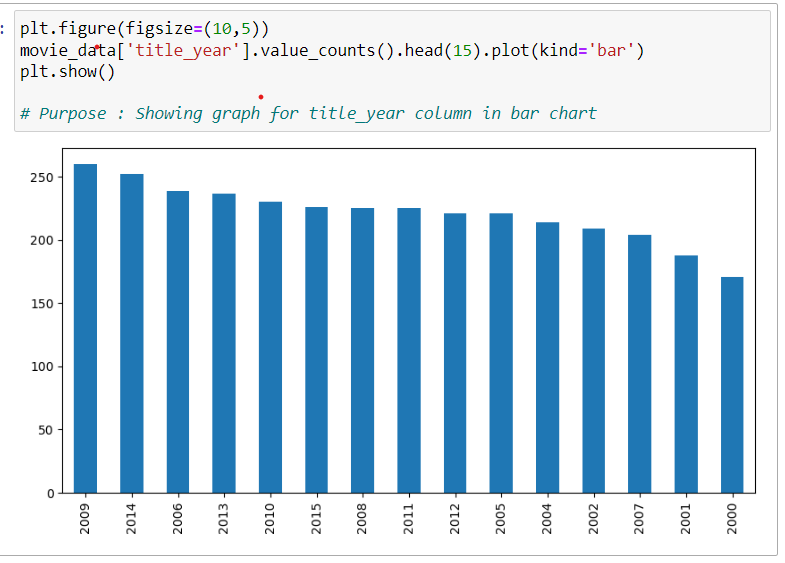 :
plt.figure(figsize=(10,5))
movie_data['title_year'].value_counts().head(15).plot(kind='bar')
plt.show()
# Purpose : Showing graph for title_year column in bar chart
250
200
150
100
50
0
2009 2014 2006 2013 2010 2015 2008 2011 2012 2005 2004 2002 2007 2001 2000